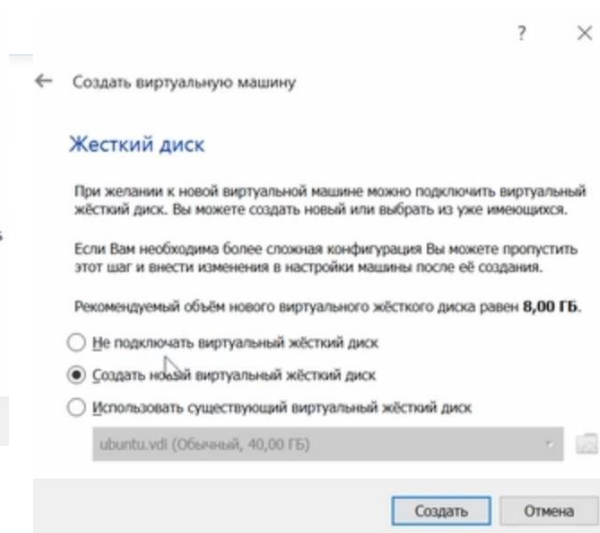 Создать виртуальную машину
Жесткий диск
При желании к новой виртуальной машине можно подключить виртуальный
жёсткий диск. Вы можете создать новый или выбрать из уже имеющихся.
Если Вам необходима более сложная конфигурация Вы можете пропустить
этот шаг и внести изменения в настройки машины после её создания.
Рекомендуемый объём нового виртуального жёсткого диска равен 8,00 ГБ.
Не подключать виртуальный жёсткий диск
Создать новый виртуальный жёсткий диск
Использовать существующий виртуальный жёсткий диск
ubuntu.vdi (Обычный, 40,00 ГБ)
Создать Отмена